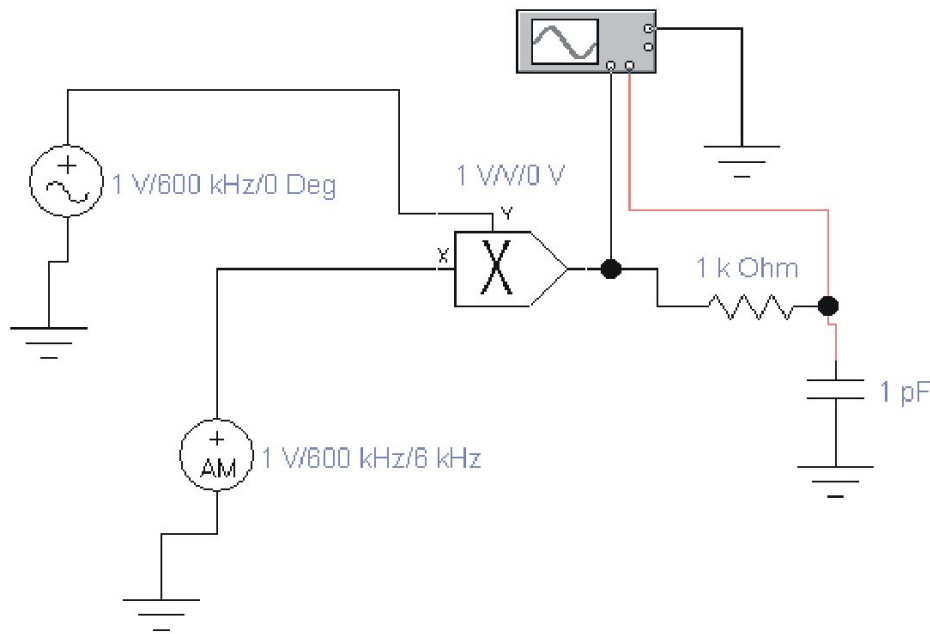 1 V/600 kHz/0 Deg
1 V/V/0 V
Y
X
X
1 k Ohm
1 pF
AM
1 V/600 kHz/6 kHz